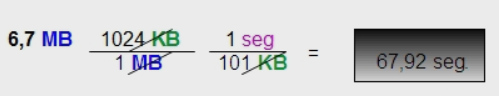 6,7 MB 1024 KB 1 seg = 67,92 seg.
1 MB 101 KB